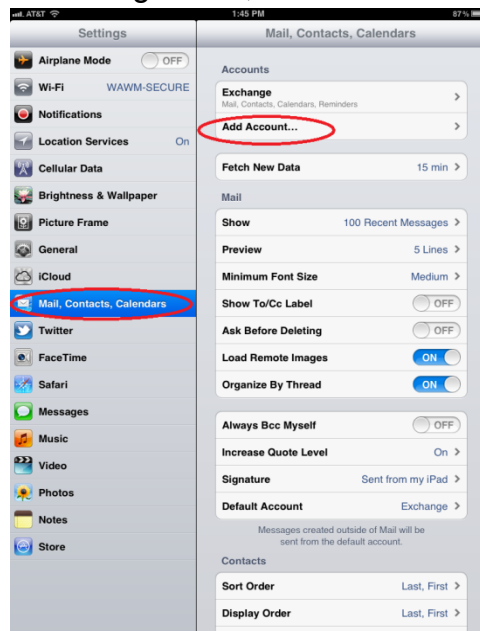 AT&T 1:45 PM 87%
Settings
Airplane Mode OFF
Wi-Fi WAWM-SECURE
Notifications
Location Services On
Cellular Data
Brightness & Wallpaper
Picture Frame
General
iCloud
Mail, Contacts, Calendars
Twitter
FaceTime
Safari
Messages
Music
Video
Photos
Notes
Store
Mail, Contacts, Calendars
Accounts
Exchange
Mail, Contacts, Calendars, Reminders
Add Account...
Fetch New Data 15 min
Mail
Show 100 Recent Messages
Preview 5 Lines
Minimum Font Size Medium
Show To/Cc Label OFF
Ask Before Deleting OFF
Load Remote Images ON
Organize By Thread ON
Always Bcc Myself OFF
Increase Quote Level On
Signature Sent from my iPad
Default Account Exchange
Messages created outside of Mail will be
sent from the default account.
Contacts
Sort Order Last, First
Display Order Last, First